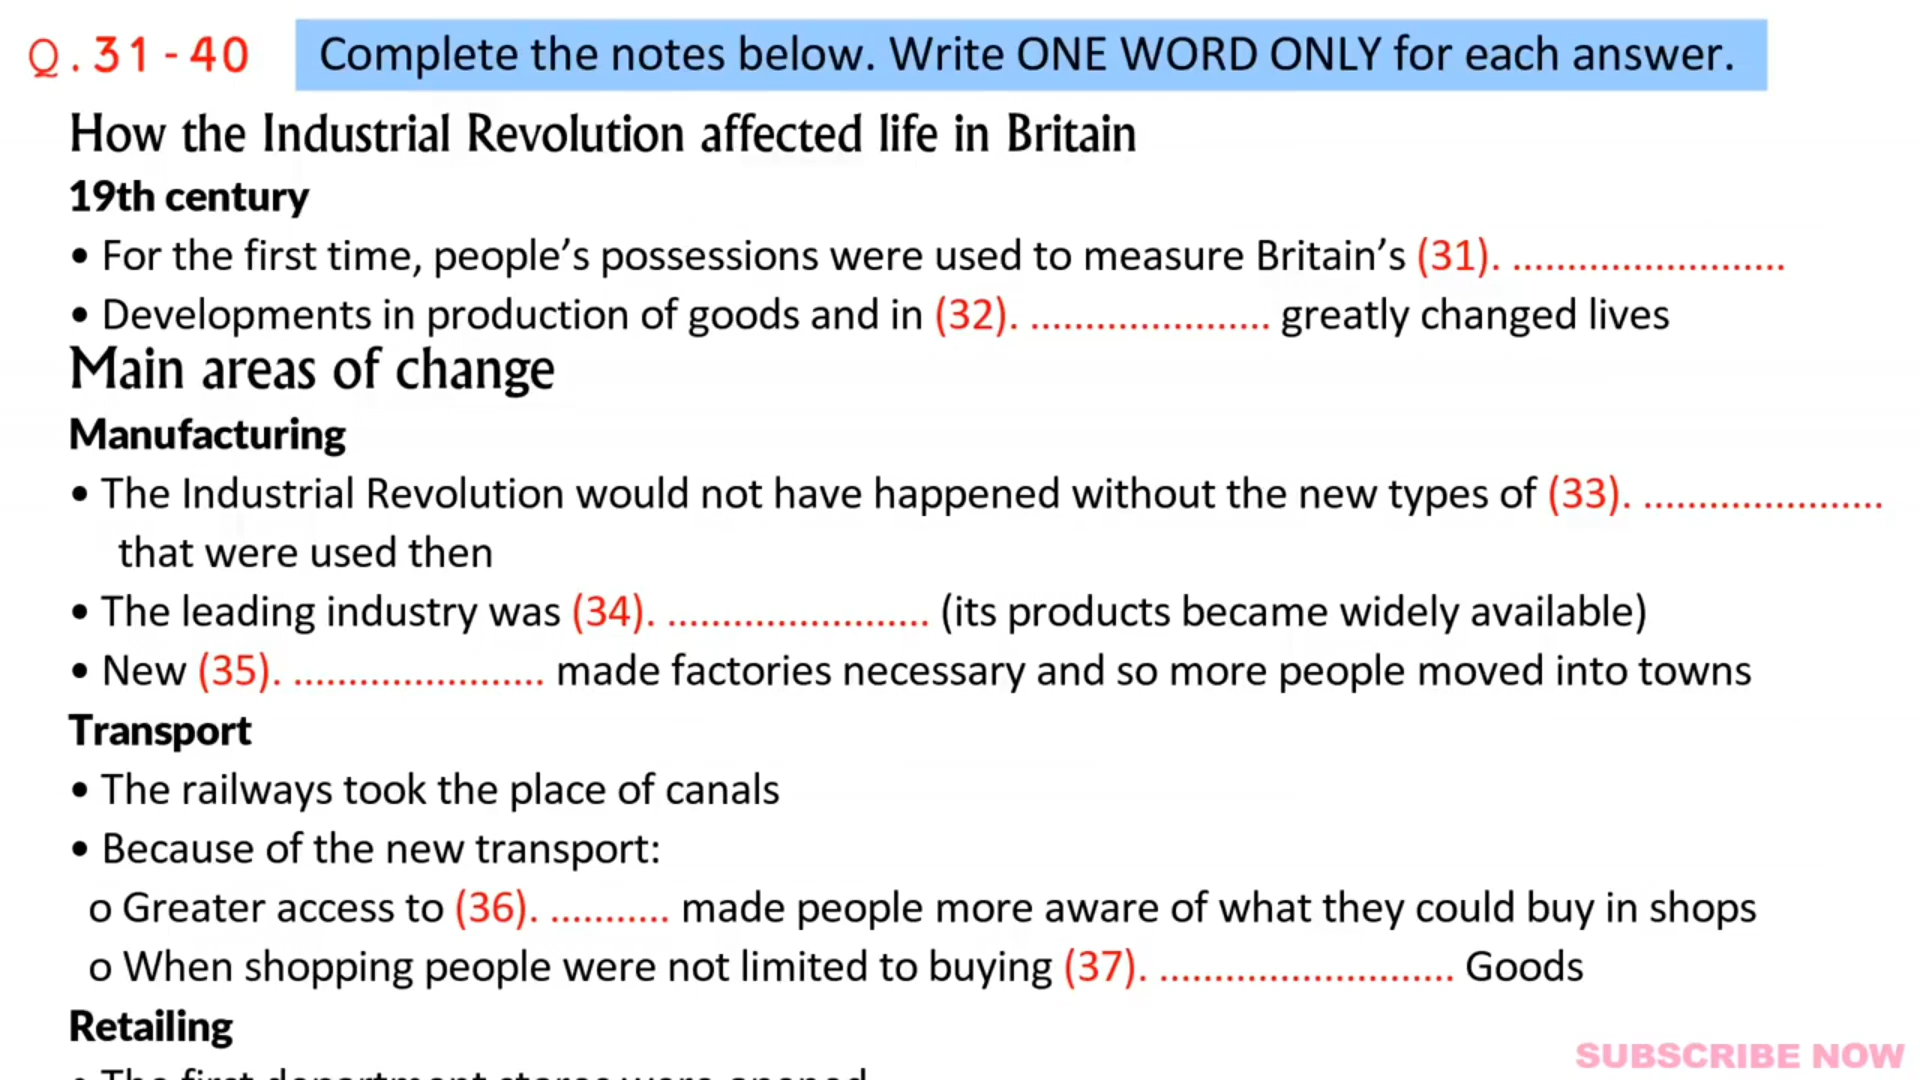 Q.31-40 Complete the notes below. Write ONE WORD ONLY for each answer.
How the Industrial Revolution affected life in Britain
19th century
• For the first time, people’s possessions were used to measure Britain’s (31). .........................
• Developments in production of goods and in (32). ...................... greatly changed lives
Main areas of change
Manufacturing
• The Industrial Revolution would not have happened without the new types of (33). ......................
that were used then
• The leading industry was (34). ........................ (its products became widely available)
• New (35). ....................... made factories necessary and so more people moved into towns
Transport
• The railways took the place of canals
• Because of the new transport:
o Greater access to (36). ........... made people more aware of what they could buy in shops
o When shopping people were not limited to buying (37). ........................... Goods
Retailing
• The first department stores were opened
SUBSCRIBE NOW